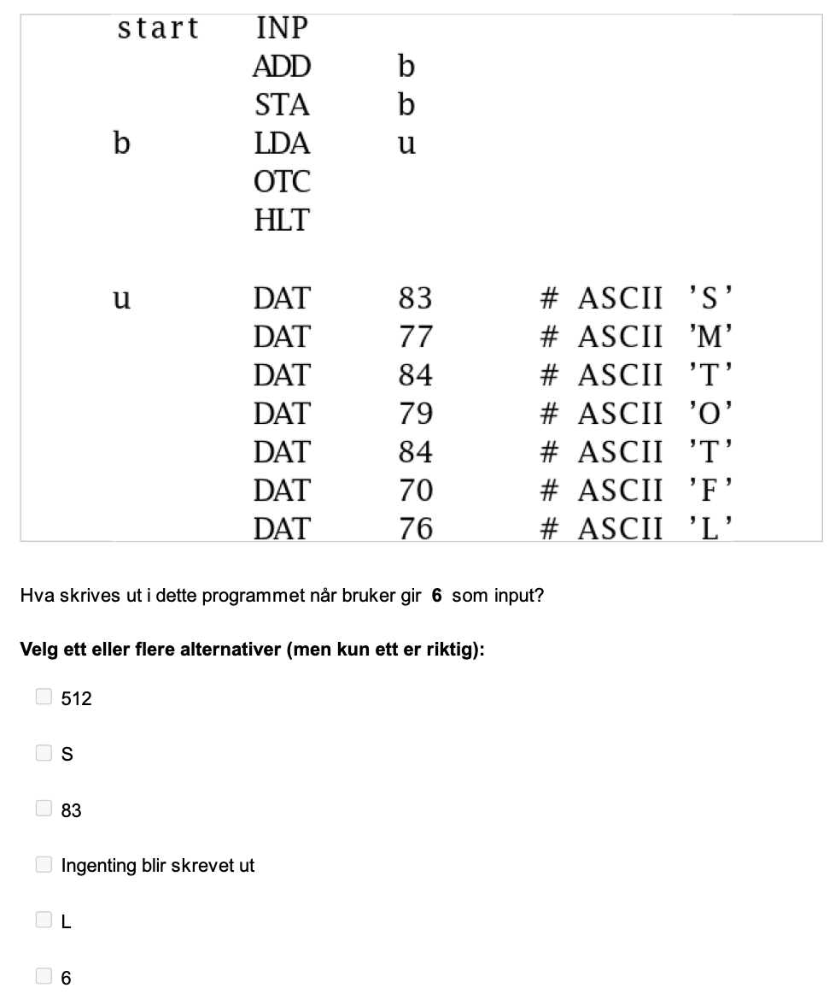 start INP
ADD b
STA b
b LDA u
OTC
HLT
u DAT 83 # ASCII ’S’
DAT 77 # ASCII ’M’
DAT 84 # ASCII ’T’
DAT 79 # ASCII ’O’
DAT 84 # ASCII ’T’
DAT 70 # ASCII ’F’
DAT 76 # ASCII ’L’
Hva skrives ut i dette programmet når bruker gir 6 som input?
Velg ett eller flere alternativer (men kun ett er riktig):
512
S
83
Ingenting blir skrevet ut
L
6